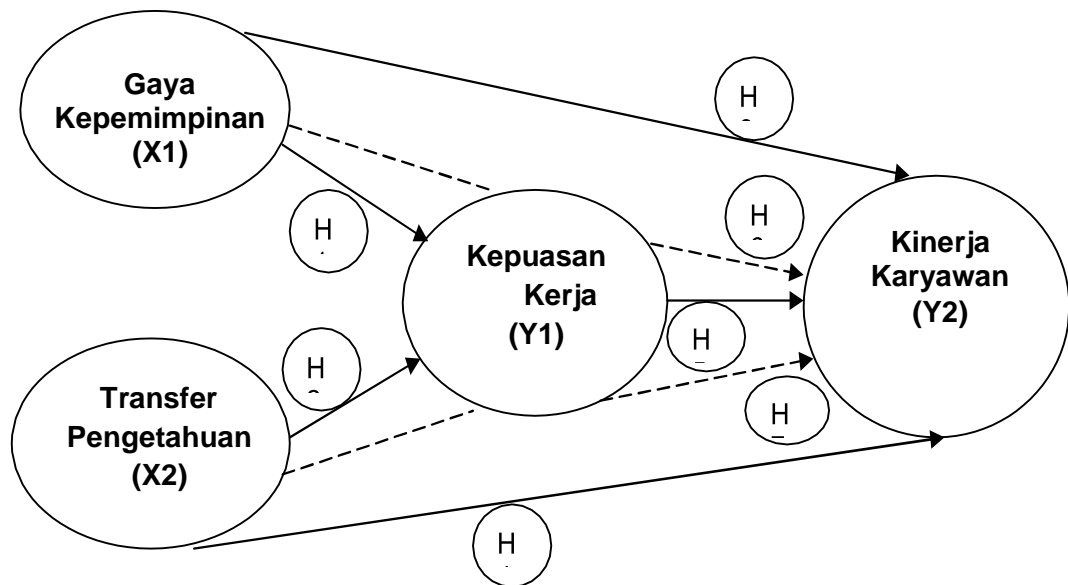 Gaya
Kepemimpinan
(X1)
H
H
H
Kepuasan
Kerja
(Y1)
Kinerja
Karyawan
(Y2)
H
H
Transfer
Pengetahuan
(X2)
H
H